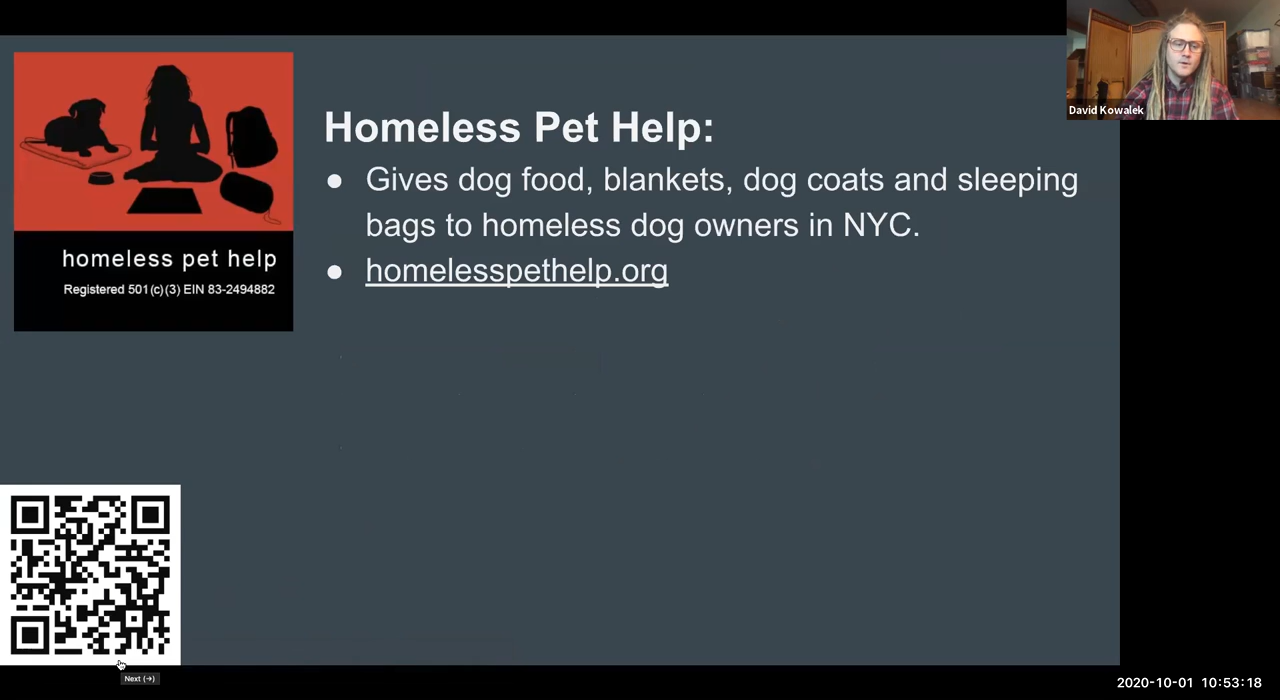 David Kowalek
Homeless Pet Help:
● Gives dog food, blankets, dog coats and sleeping
bags to homeless dog owners in NYC.
● homelesspethelp.org
homeless pet help
Registered 501(c)(3) EIN 83-2494882
Next (→)
2020-10-01 10:53:18